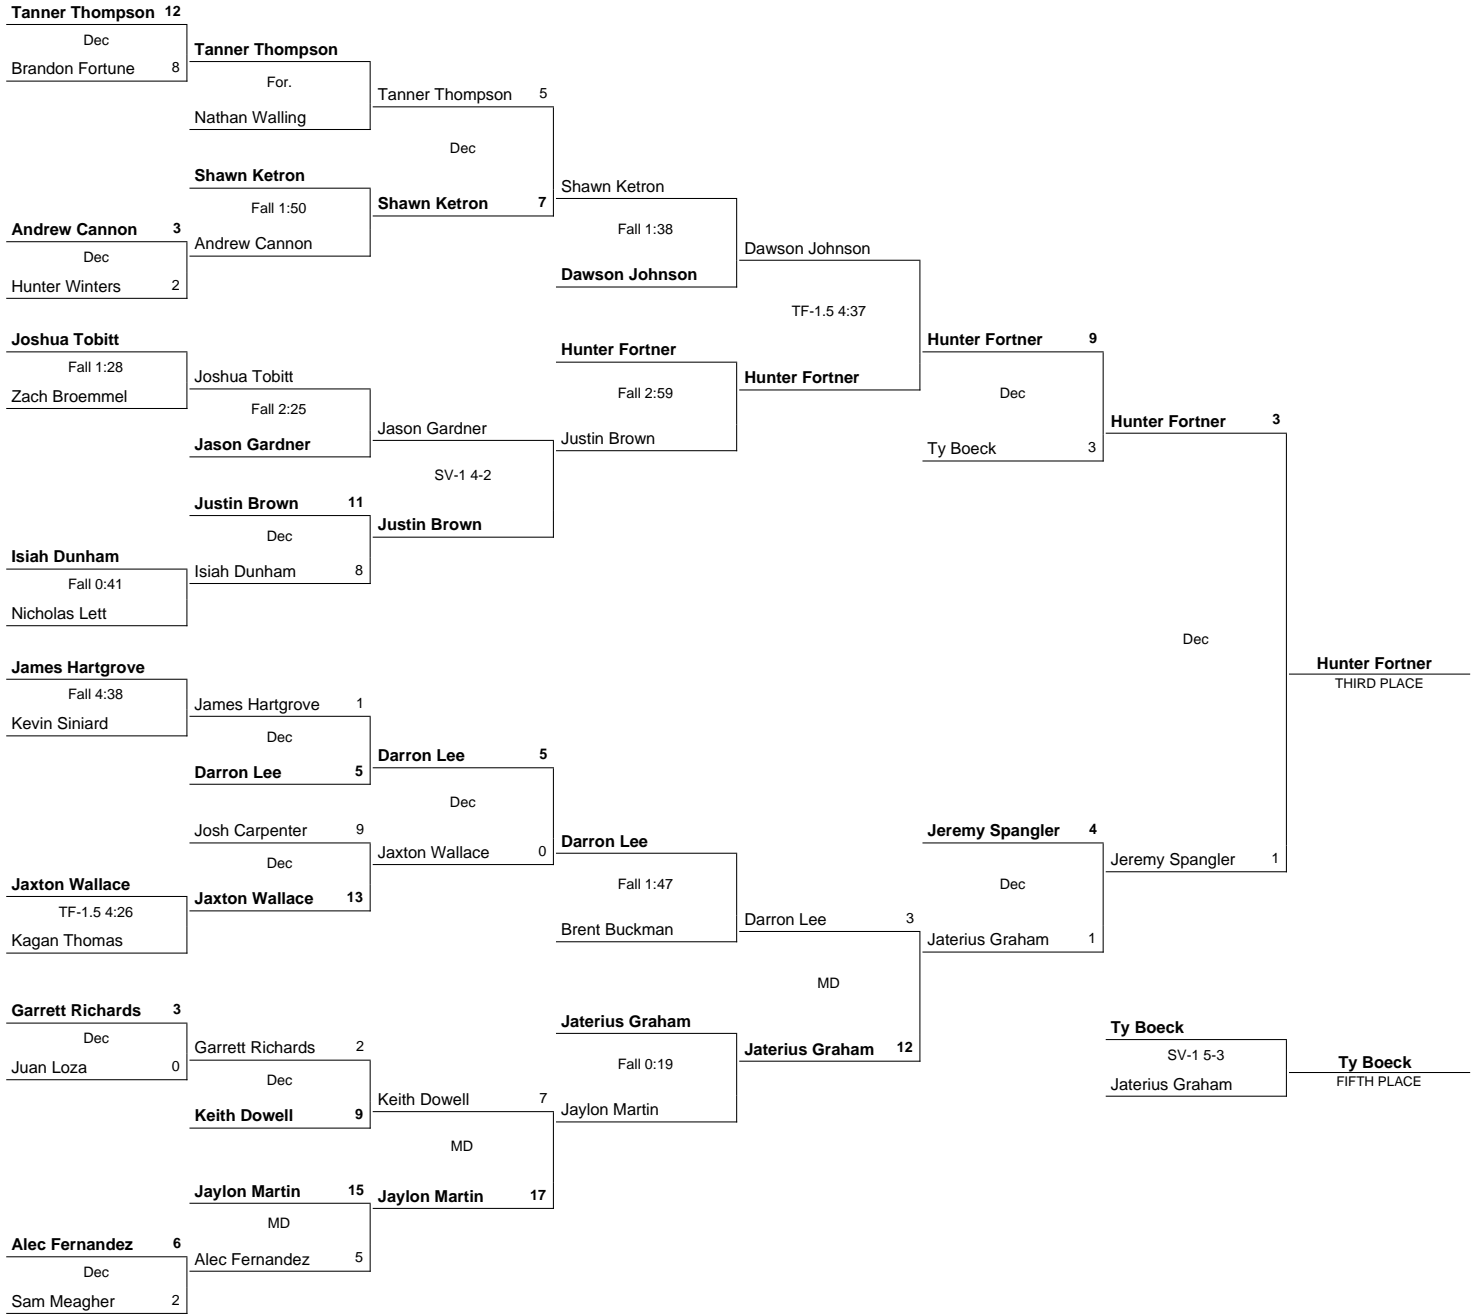 Tanner Thompson 12
Dec
Brandon Fortune 8
Andrew Cannon 3
Dec
Hunter Winters 2
Joshua Tobitt
Fall 1:28
Zach Broemmel
Isiah Dunham
Fall 0:41
Nicholas Lett
James Hartgrove
Fall 4:38
Kevin Siniard
Jaxton Wallace
TF-1.5 4:26
Kagan Thomas
Garrett Richards 3
Dec
Juan Loza 0
Alec Fernandez 6
Dec
Sam Meagher 2
Tanner Thompson
For.
Nathan Walling
Shawn Ketron
Fall 1:50
Andrew Cannon
Joshua Tobitt
Fall 2:25
Jason Gardner
Justin Brown 11
Dec
Isiah Dunham 8
James Hartgrove 1
Dec
Darron Lee 5
Josh Carpenter 9
Dec
Jaxton Wallace 13
Garrett Richards 2
Dec
Keith Dowell 9
Jaylon Martin 15
MD
Alec Fernandez 5
Tanner Thompson 5
Dec
Shawn Ketron 7
Jason Gardner
SV-1 4-2
Justin Brown
Darron Lee 5
Dec
Jaxton Wallace 0
Keith Dowell 7
MD
Jaylon Martin 17
Shawn Ketron
Fall 1:38
Dawson Johnson
Hunter Fortner
Fall 2:59
Justin Brown
Darron Lee
Fall 1:47
Brent Buckman
Jaterius Graham
Fall 0:19
Jaylon Martin
Dawson Johnson
TF-1.5 4:37
Hunter Fortner
Darron Lee 3
MD
Jaterius Graham 12
Hunter Fortner 9
Dec
Ty Boeck 3
Jeremy Spangler 4
Dec
Jaterius Graham 1
Hunter Fortner 3
Dec
Jeremy Spangler 1
Ty Boeck
SV-1 5-3
Jaterius Graham
Hunter Fortner
THIRD PLACE
Ty Boeck
FIFTH PLACE